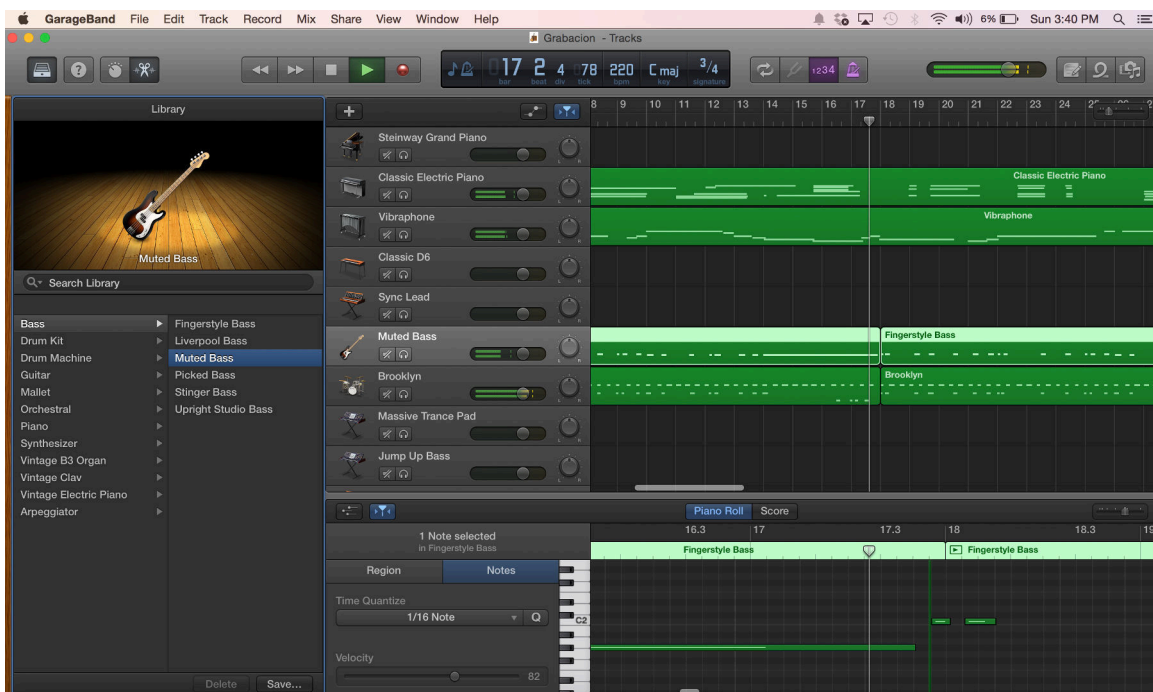 GarageBand File Edit Track Record Mix Share View Window Help 6% Sun 3:40 PM
Grabacion - Tracks
17 2 4 78 220 C maj 3/4 1234
bar beat div tick bpm key signature
Library
8 9 10 11 12 13 14 15 16 17 18 19 20 21 22 23 24
Muted Bass
Search Library
Bass
Drum Kit
Drum Machine
Guitar
Mallet
Orchestral
Piano
Synthesizer
Vintage B3 Organ
Vintage Clav
Vintage Electric Piano
Arpeggiator
Fingerstyle Bass
Liverpool Bass
Muted Bass
Picked Bass
Stinger Bass
Upright Studio Bass
Delete Save...
Steinway Grand Piano
Classic Electric Piano
Vibraphone
Classic D6
Sync Lead
Muted Bass
Brooklyn
Massive Trance Pad
Jump Up Bass
Classic Electric Piano
Vibraphone
Fingerstyle Bass
Brooklyn
Piano Roll Score
1 Note selected
in Fingerstyle Bass
16.3 17 17.3 18 18.3 19
Fingerstyle Bass Fingerstyle Bass
Region Notes
Time Quantize
1/16 Note Q
C2
Velocity
82